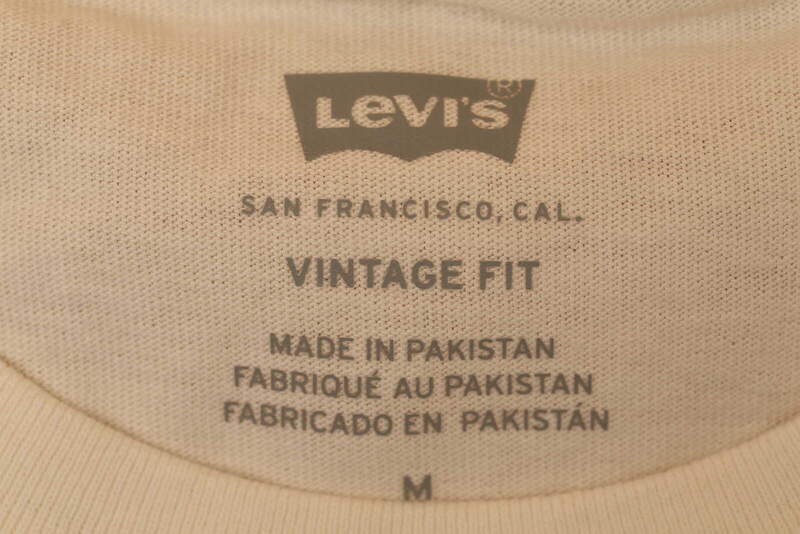 Levi's®
SAN FRANCISCO, CAL.
VINTAGE FIT
MADE IN PAKISTAN
FABRIQUÉ AU PAKISTAN
FABRICADO EN PAKISTÁN
M